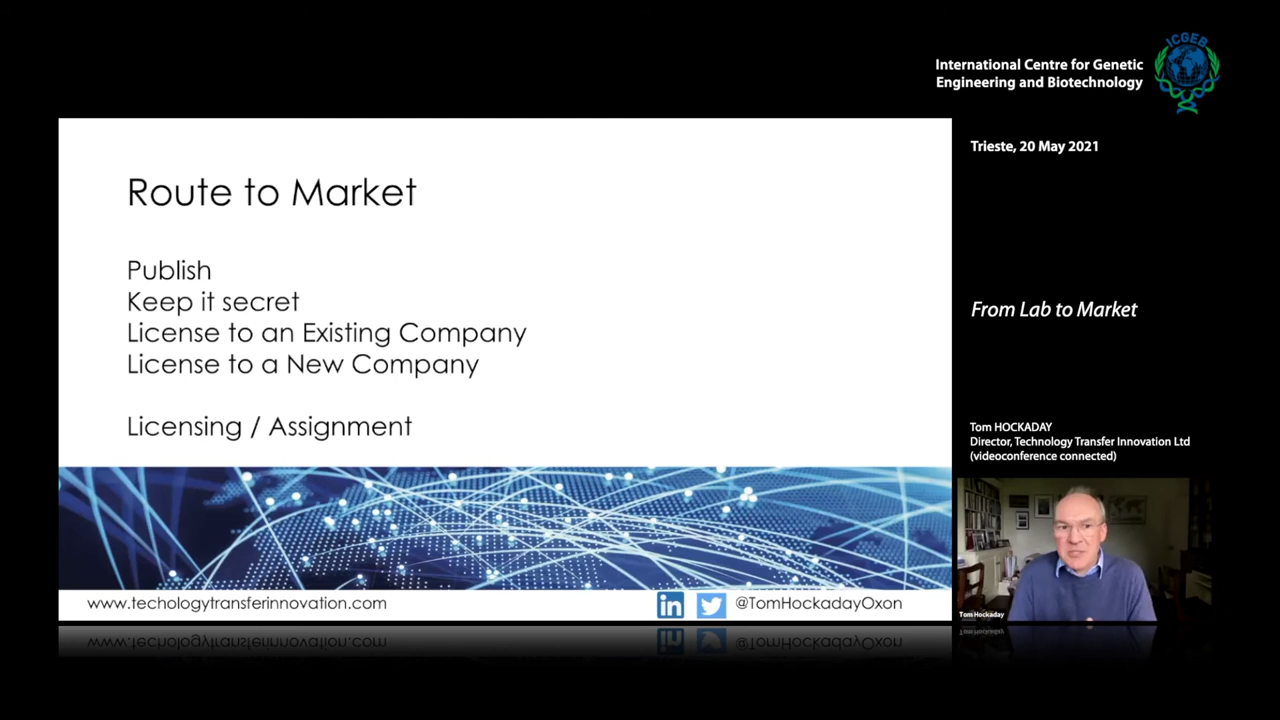 ICGEB
International Centre for Genetic
Engineering and Biotechnology
Trieste, 20 May 2021
Route to Market
Publish
Keep it secret
License to an Existing Company
License to a New Company
Licensing / Assignment
www.techologytransferinnovation.com
in
@TomHockadayOxon
From Lab to Market
Tom HOCKADAY
Director, Technology Transfer Innovation Ltd
(videoconference connected)
Tom Hockaday